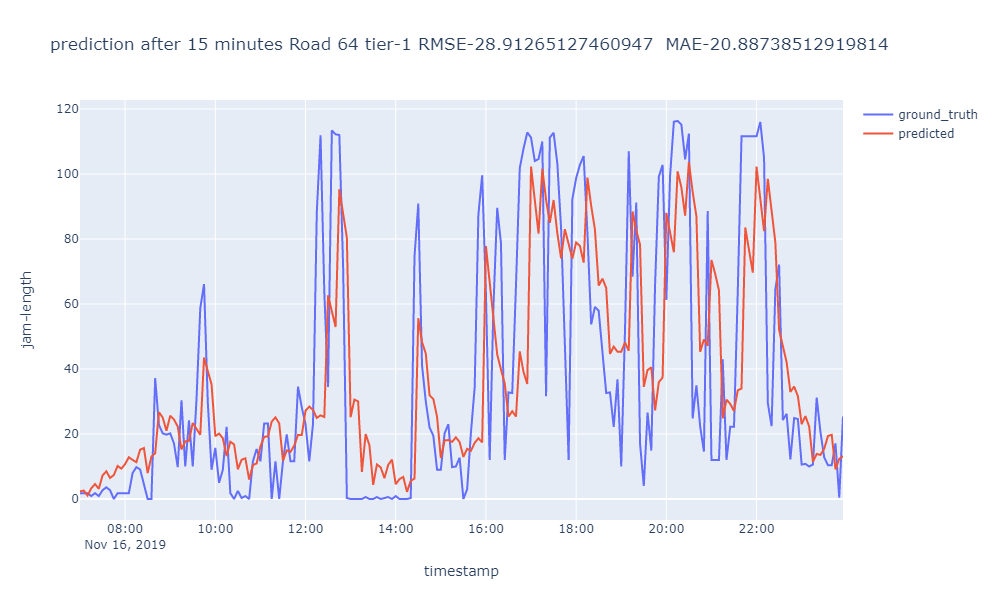 prediction after 15 minutes Road 64 tier-1 RMSE-28.91265127460947  MAE-20.88738512919814
ground_truth
predicted
120
100
80
60
40
20
0
jam-length
08:00 10:00 12:00 14:00 16:00 18:00 20:00 22:00
Nov 16, 2019
timestamp